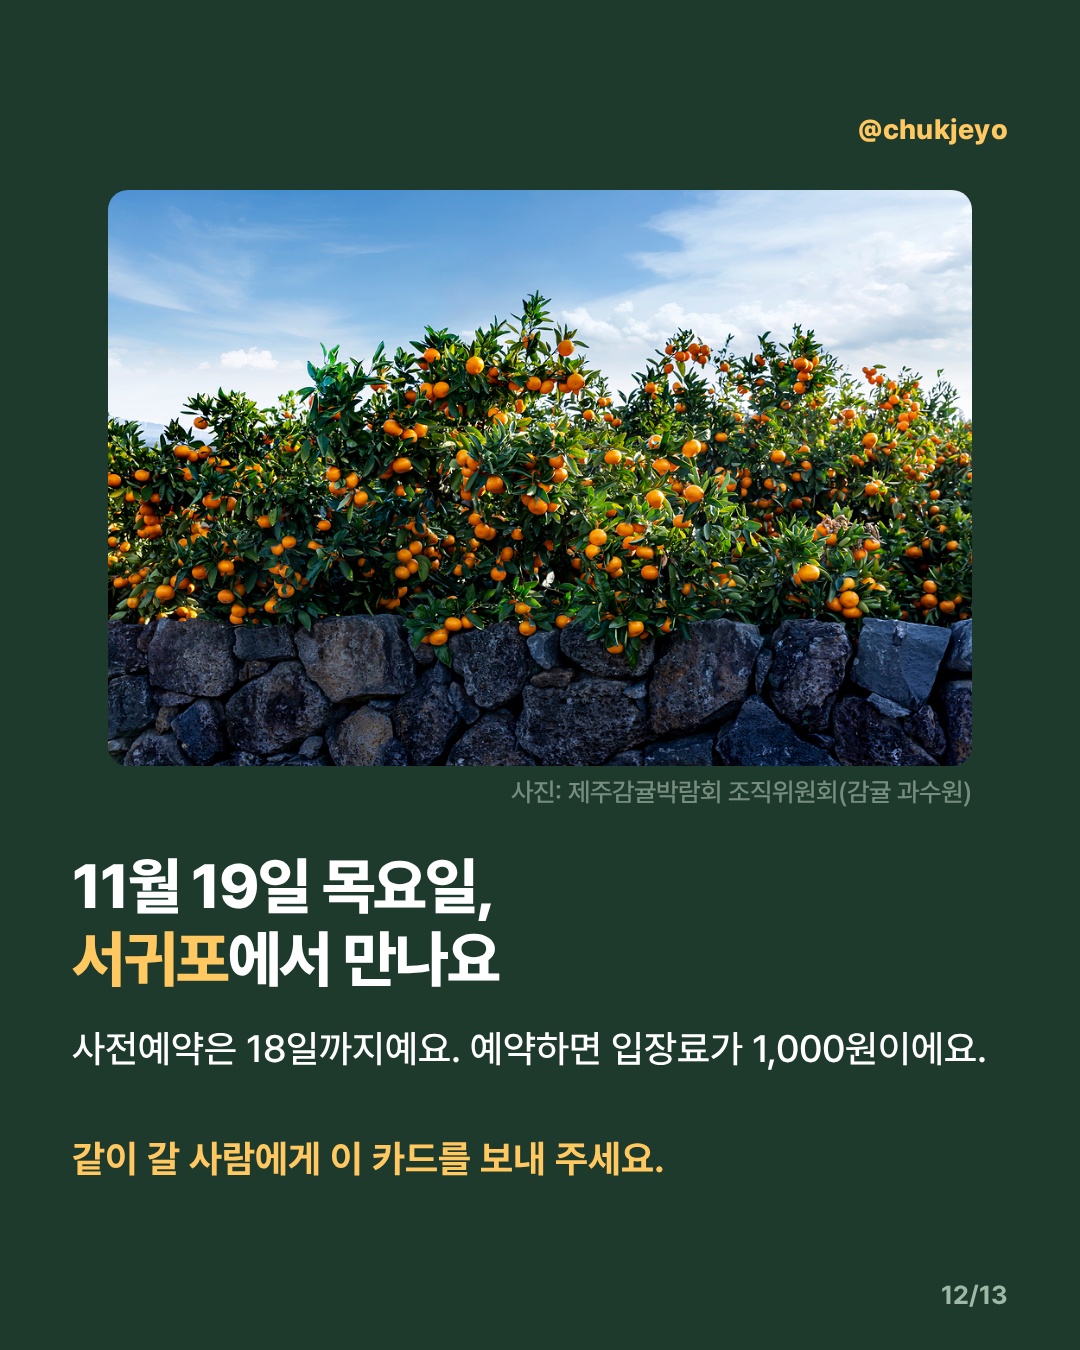 @chukjeyo
사진: 제주감귤박람회 조직위원회(감귤 과수원)
11월 19일 목요일,
서귀포에서 만나요
사전예약은 18일까지예요. 예약하면 입장료가 1,000원이에요.
같이 갈 사람에게 이 카드를 보내 주세요.
12/13